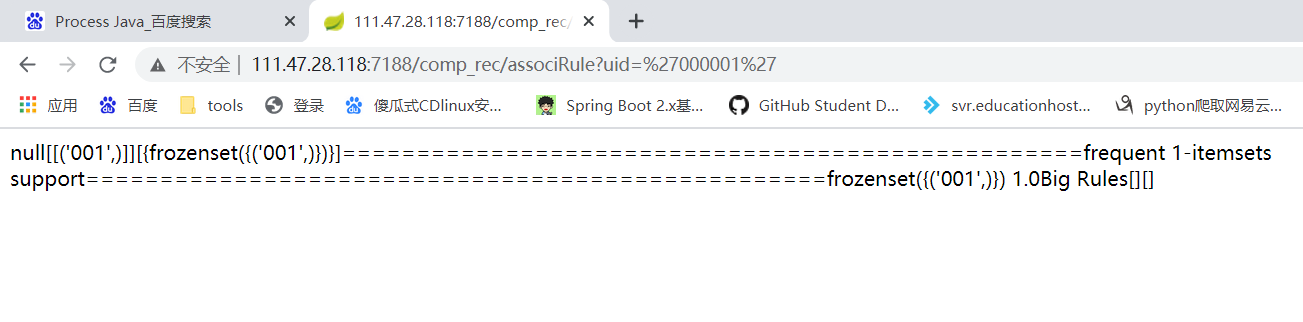 Process Java_百度搜索
111.47.28.118:7188/comp_rec/
不安全 | 111.47.28.118:7188/comp_rec/associRule?uid=%27000001%27
应用 百度 tools 登录 傻瓜式CDlinux安... Spring Boot 2.x基... GitHub Student D... svr.educationhost... python爬取网易云...
null[[('001',)]][{frozenset({('001',)})}]==================================================frequent 1-itemsets
support==================================================frozenset({('001',)}) 1.0Big Rules[][]